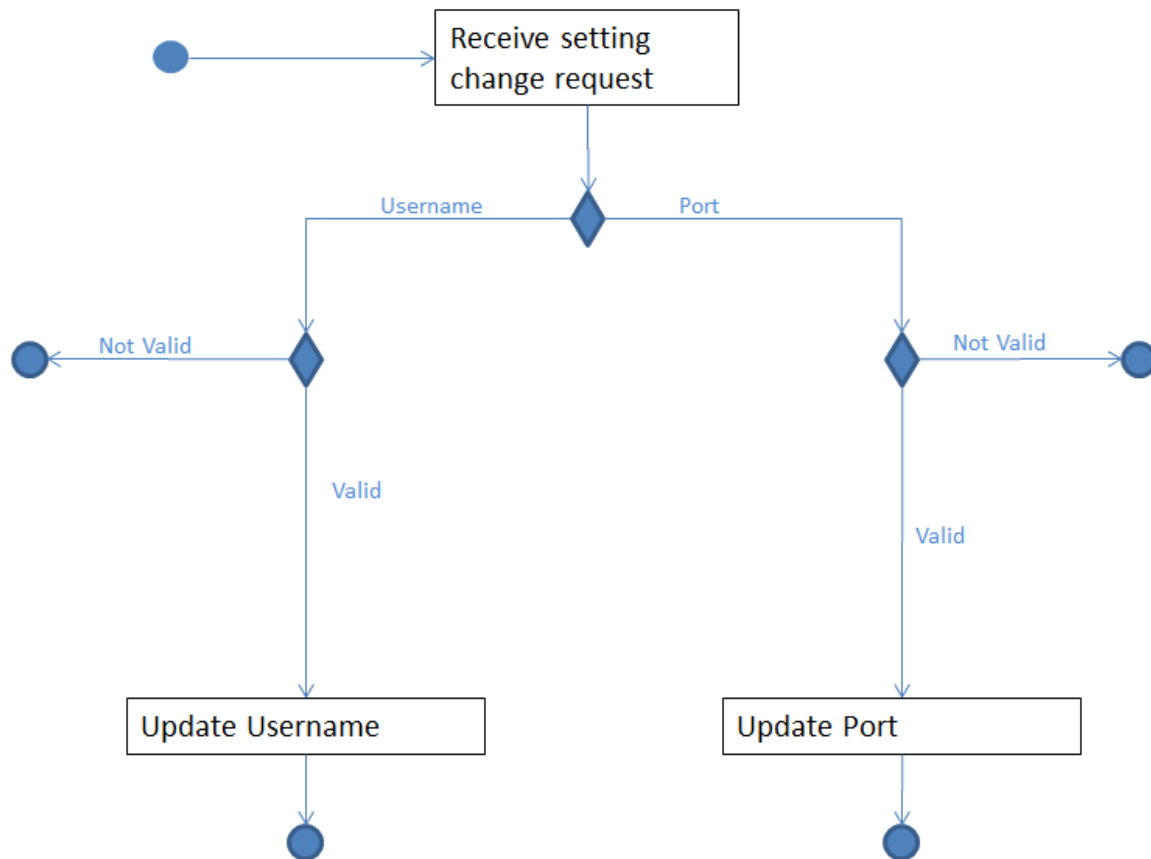 Receive setting
change request
Username
Port
Not Valid
Not Valid
Valid
Valid
Update Username
Update Port